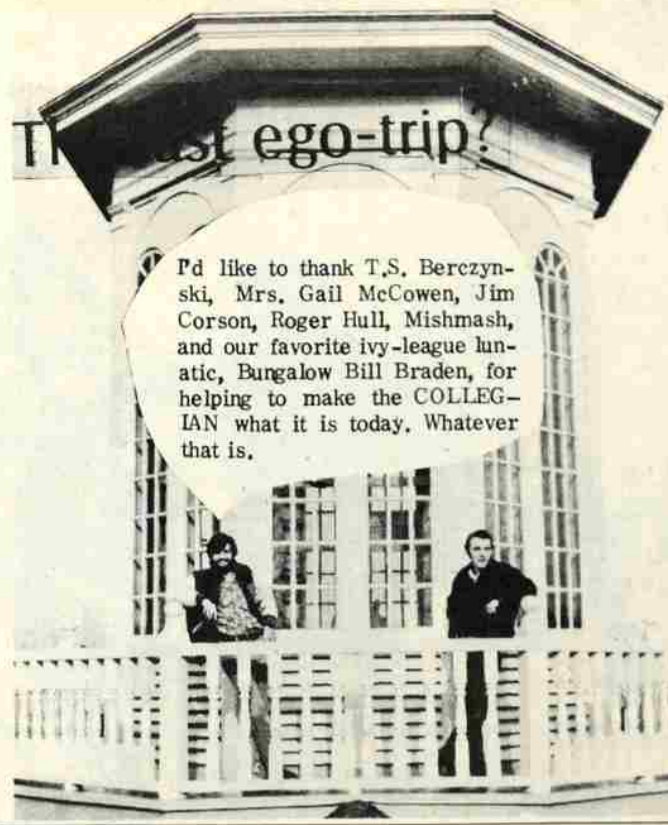 The last ego-trip?
I'd like to thank T.S. Berczyn-
ski, Mrs. Gail McCowen, Jim
Corson, Roger Hull, Mishmash,
and our favorite ivy-league lun-
atic, Bungalow Bill Braden, for
helping to make the COLLEG-
IAN what it is today. Whatever
that is.